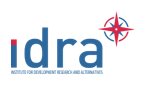 idra
INSTITUTE FOR DEVELOPMENT RESEARCH AND ALTERNATIVES